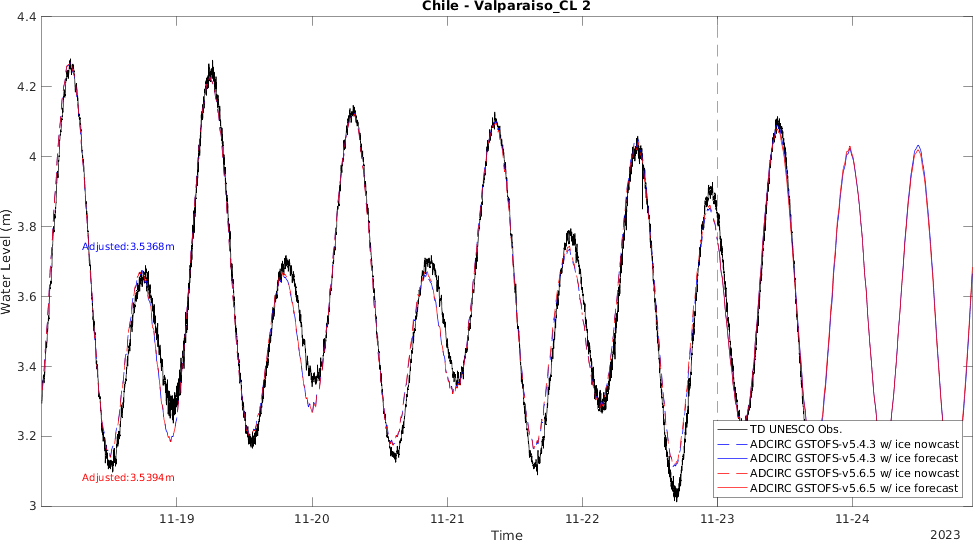 Chile - Valparaiso_CL 2
4.4
4.2
4
3.8
3.6
3.4
3.2
3
Water Level (m)
Adjusted:3.5368m
Adjusted:3.5394m
TD UNESCO Obs.
ADCIRC GSTOFS-v5.4.3 w/ ice nowcast
ADCIRC GSTOFS-v5.4.3 w/ ice forecast
ADCIRC GSTOFS-v5.6.5 w/ ice nowcast
ADCIRC GSTOFS-v5.6.5 w/ ice forecast
11-19 11-20 11-21 11-22 11-23 11-24
Time
2023